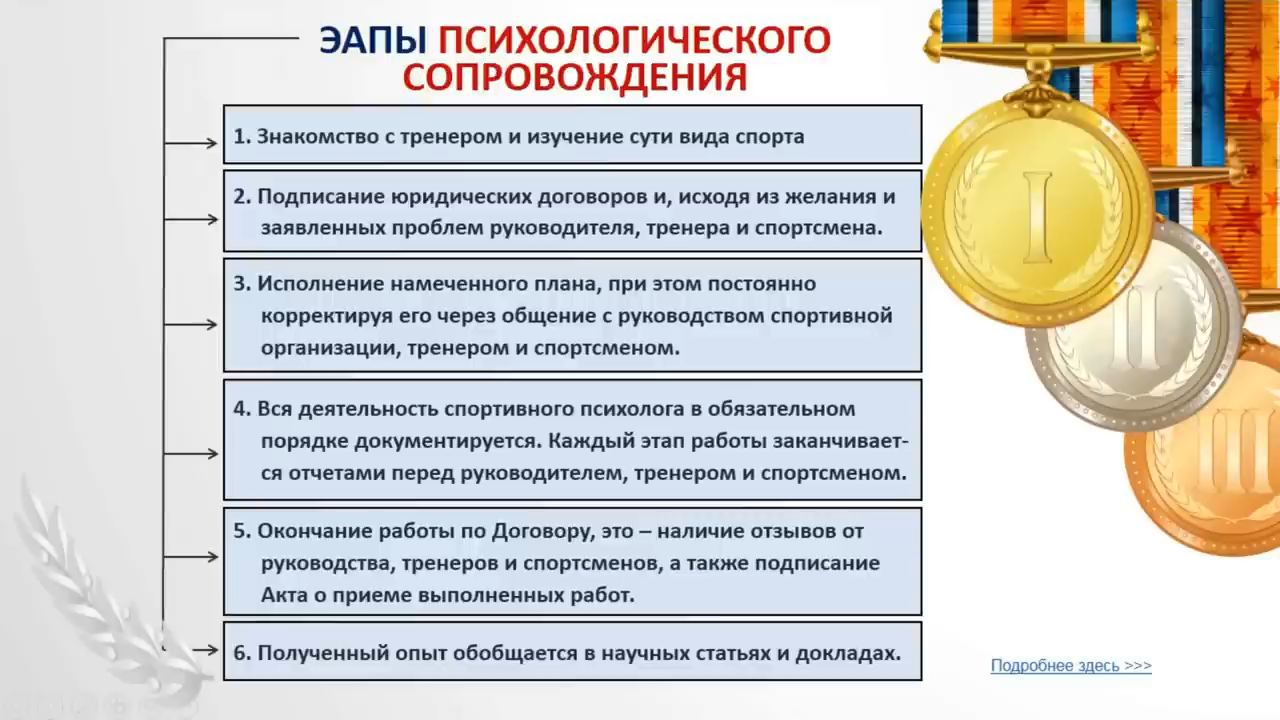 ЭАПЫ ПСИХОЛОГИЧЕСКОГО
СОПРОВОЖДЕНИЯ
1. Знакомство с тренером и изучение сути вида спорта
2. Подписание юридических договоров и, исходя из желания и
заявленных проблем руководителя, тренера и спортсмена.
3. Исполнение намеченного плана, при этом постоянно
корректируя его через общение с руководством спортивной
организации, тренером и спортсменом.
4. Вся деятельность спортивного психолога в обязательном
порядке документируется. Каждый этап работы заканчивает-
ся отчетами перед руководителем, тренером и спортсменом.
5. Окончание работы по Договору, это – наличие отзывов от
руководства, тренеров и спортсменов, а также подписание
Акта о приеме выполненных работ.
6. Полученный опыт обобщается в научных статьях и докладах.
I
II
III
Подробнее здесь >>>